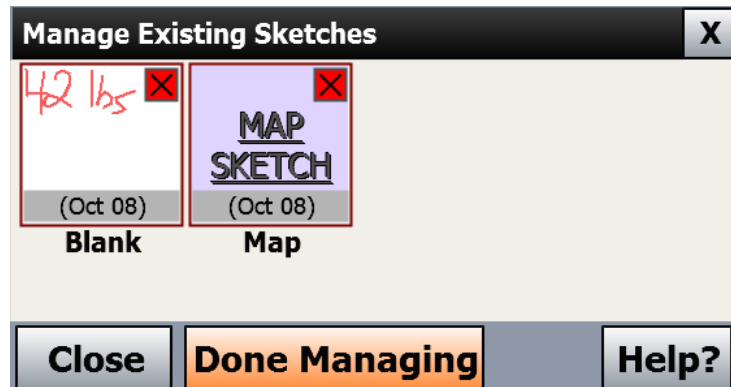 Manage Existing Sketches X
42 lbs
(Oct 08)
Blank
MAP
SKETCH
(Oct 08)
Map
Close Done Managing Help?